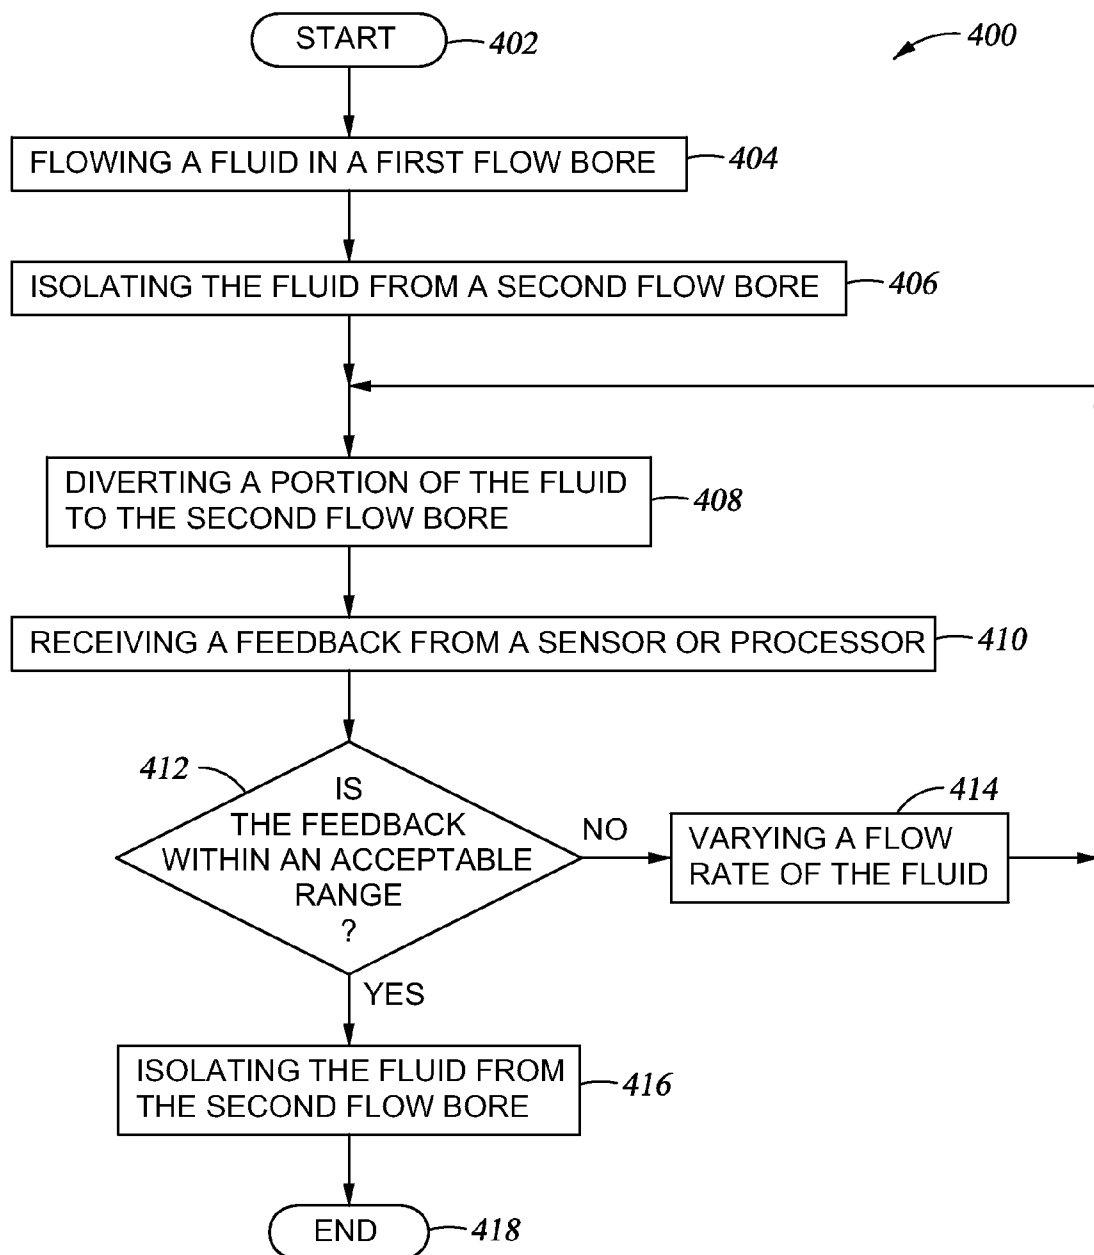 START
402
400
FLOWING A FLUID IN A FIRST FLOW BORE
404
ISOLATING THE FLUID FROM A SECOND FLOW BORE
406
DIVERTING A PORTION OF THE FLUID
TO THE SECOND FLOW BORE
408
RECEIVING A FEEDBACK FROM A SENSOR OR PROCESSOR
410
412
IS
THE FEEDBACK
WITHIN AN ACCEPTABLE
RANGE
?
NO
414
VARYING A FLOW
RATE OF THE FLUID
YES
ISOLATING THE FLUID FROM
THE SECOND FLOW BORE
416
END
418